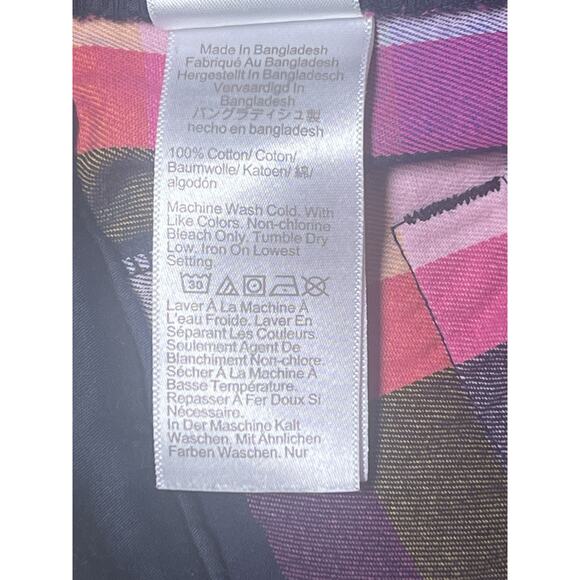 Made In Bangladesh
Fabriqué Au Bangladesh
Hergestellt In Bangladesch
Vervaardigd In
Bangladesh
バングラディシュ製
hecho en bangladesh
100% Cotton/ Coton/
Baumwolle/ Katoen/ 綿/
algodón
Machine Wash Cold. With
Like Colors. Non-chlorine
Bleach Only. Tumble Dry
Low. Iron On Lowest
Setting
30
Laver À La Machine À
L'eau Froide. Laver En
Séparant Les Couleurs.
Seulement Agent De
Blanchiment Non-chlore.
Sécher À La Machine À
Basse Température.
Repasser À Fer Doux Si
Nécessaire.
In Der Maschine Kalt
Waschen. Mit Ähnlichen
Farben Waschen. Nur